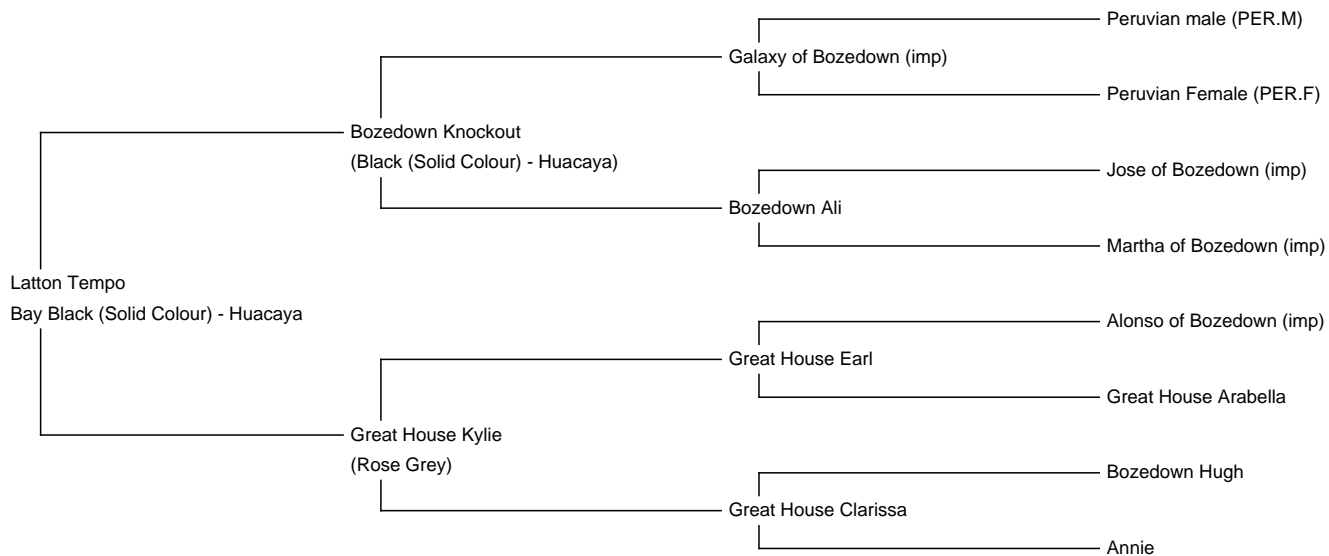 Peruvian male (PER.M)
Galaxy of Bozedown (imp)
Peruvian Female (PER.F)
Bozedown Knockout
(Black (Solid Colour) - Huacaya)
Jose of Bozedown (imp)
Bozedown Ali
Martha of Bozedown (imp)
Latton Tempo
Bay Black (Solid Colour) - Huacaya
Alonso of Bozedown (imp)
Great House Earl
Great House Arabella
Great House Kylie
(Rose Grey)
Bozedown Hugh
Great House Clarissa
Annie